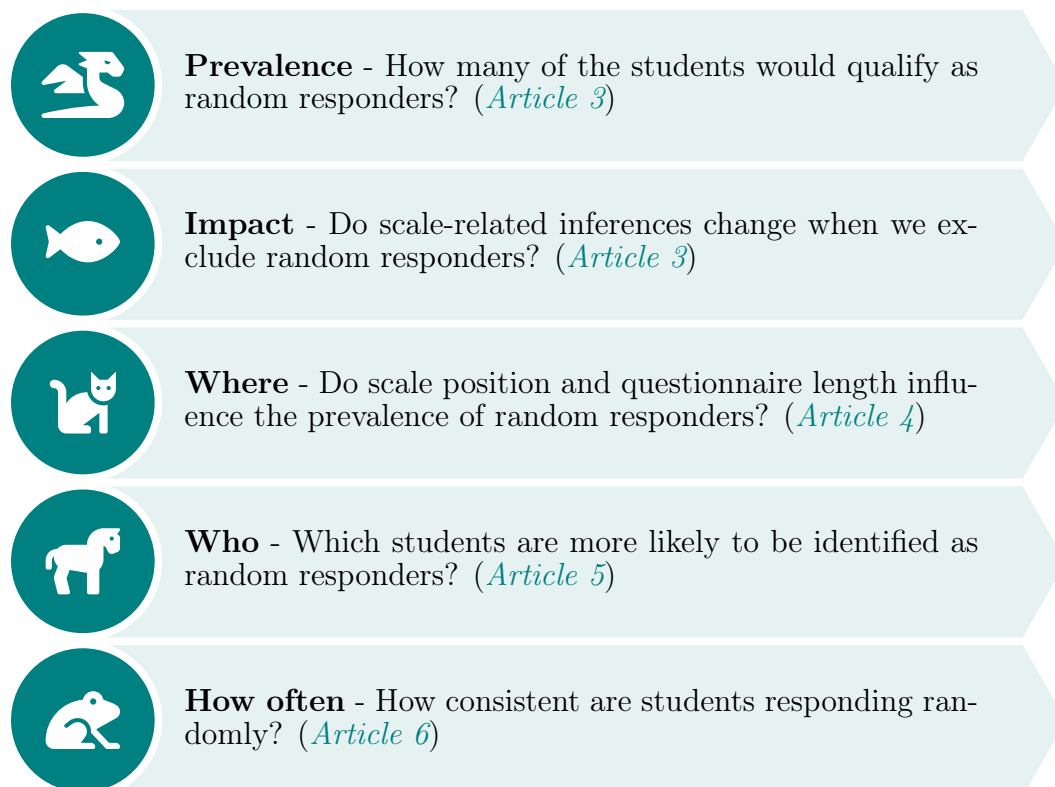 Prevalence - How many of the students would qualify as
random responders? (Article 3)
Impact - Do scale-related inferences change when we ex-
clude random responders? (Article 3)
Where - Do scale position and questionnaire length influ-
ence the prevalence of random responders? (Article 4)
Who - Which students are more likely to be identified as
random responders? (Article 5)
How often - How consistent are students responding ran-
domly? (Article 6)